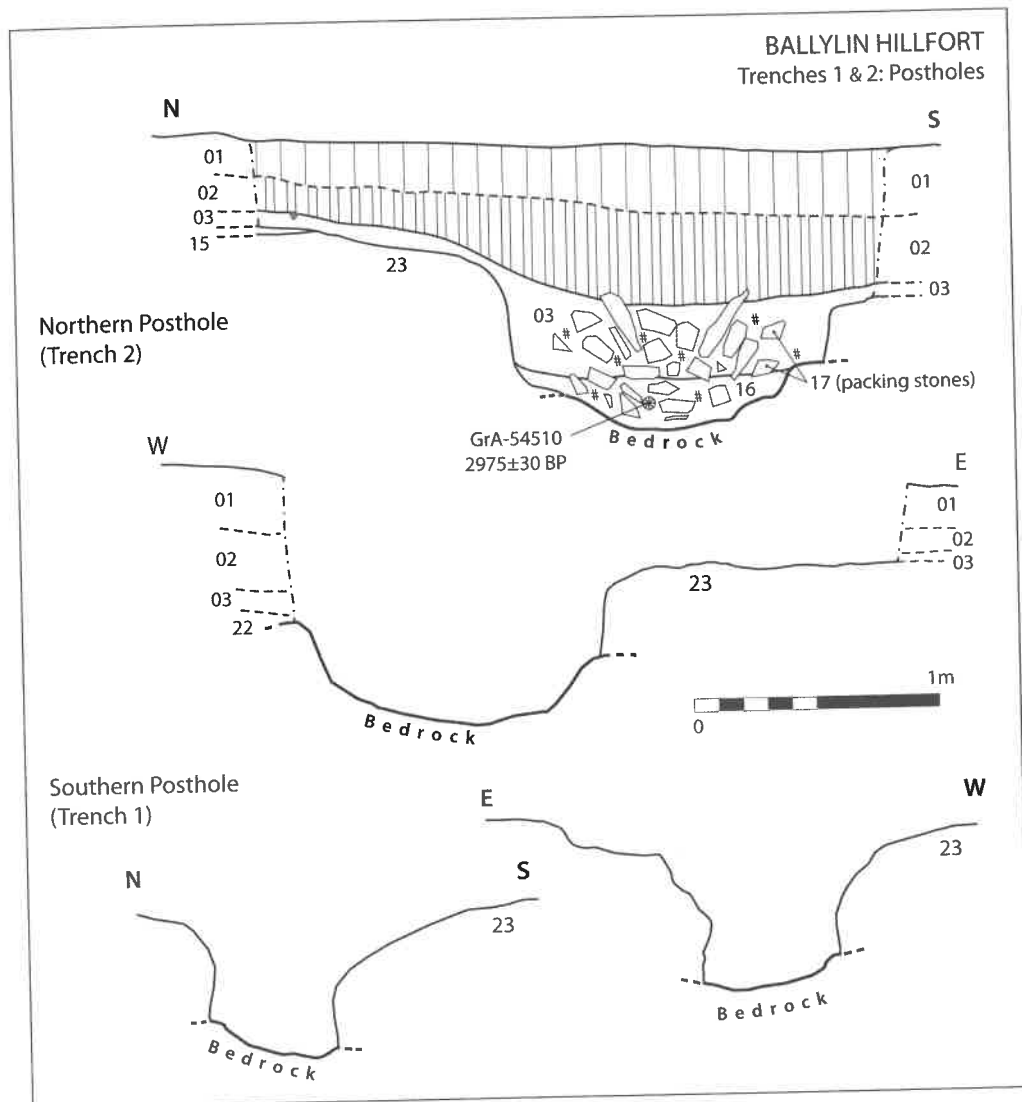 BALLYLIN HILLFORT
Trenches 1 & 2: Postholes
N
S
01
01
02
02
03
03
15
23
03
#
#
#
#
#
#
#
#
16
17 (packing stones)
Northern Posthole
(Trench 2)
GrA-54510
2975±30 BP
Bedrock
W
E
01
01
02
02
03
03
22
23
Bedrock
1m
0
Southern Posthole
(Trench 1)
N
S
23
Bedrock
E
W
23
Bedrock